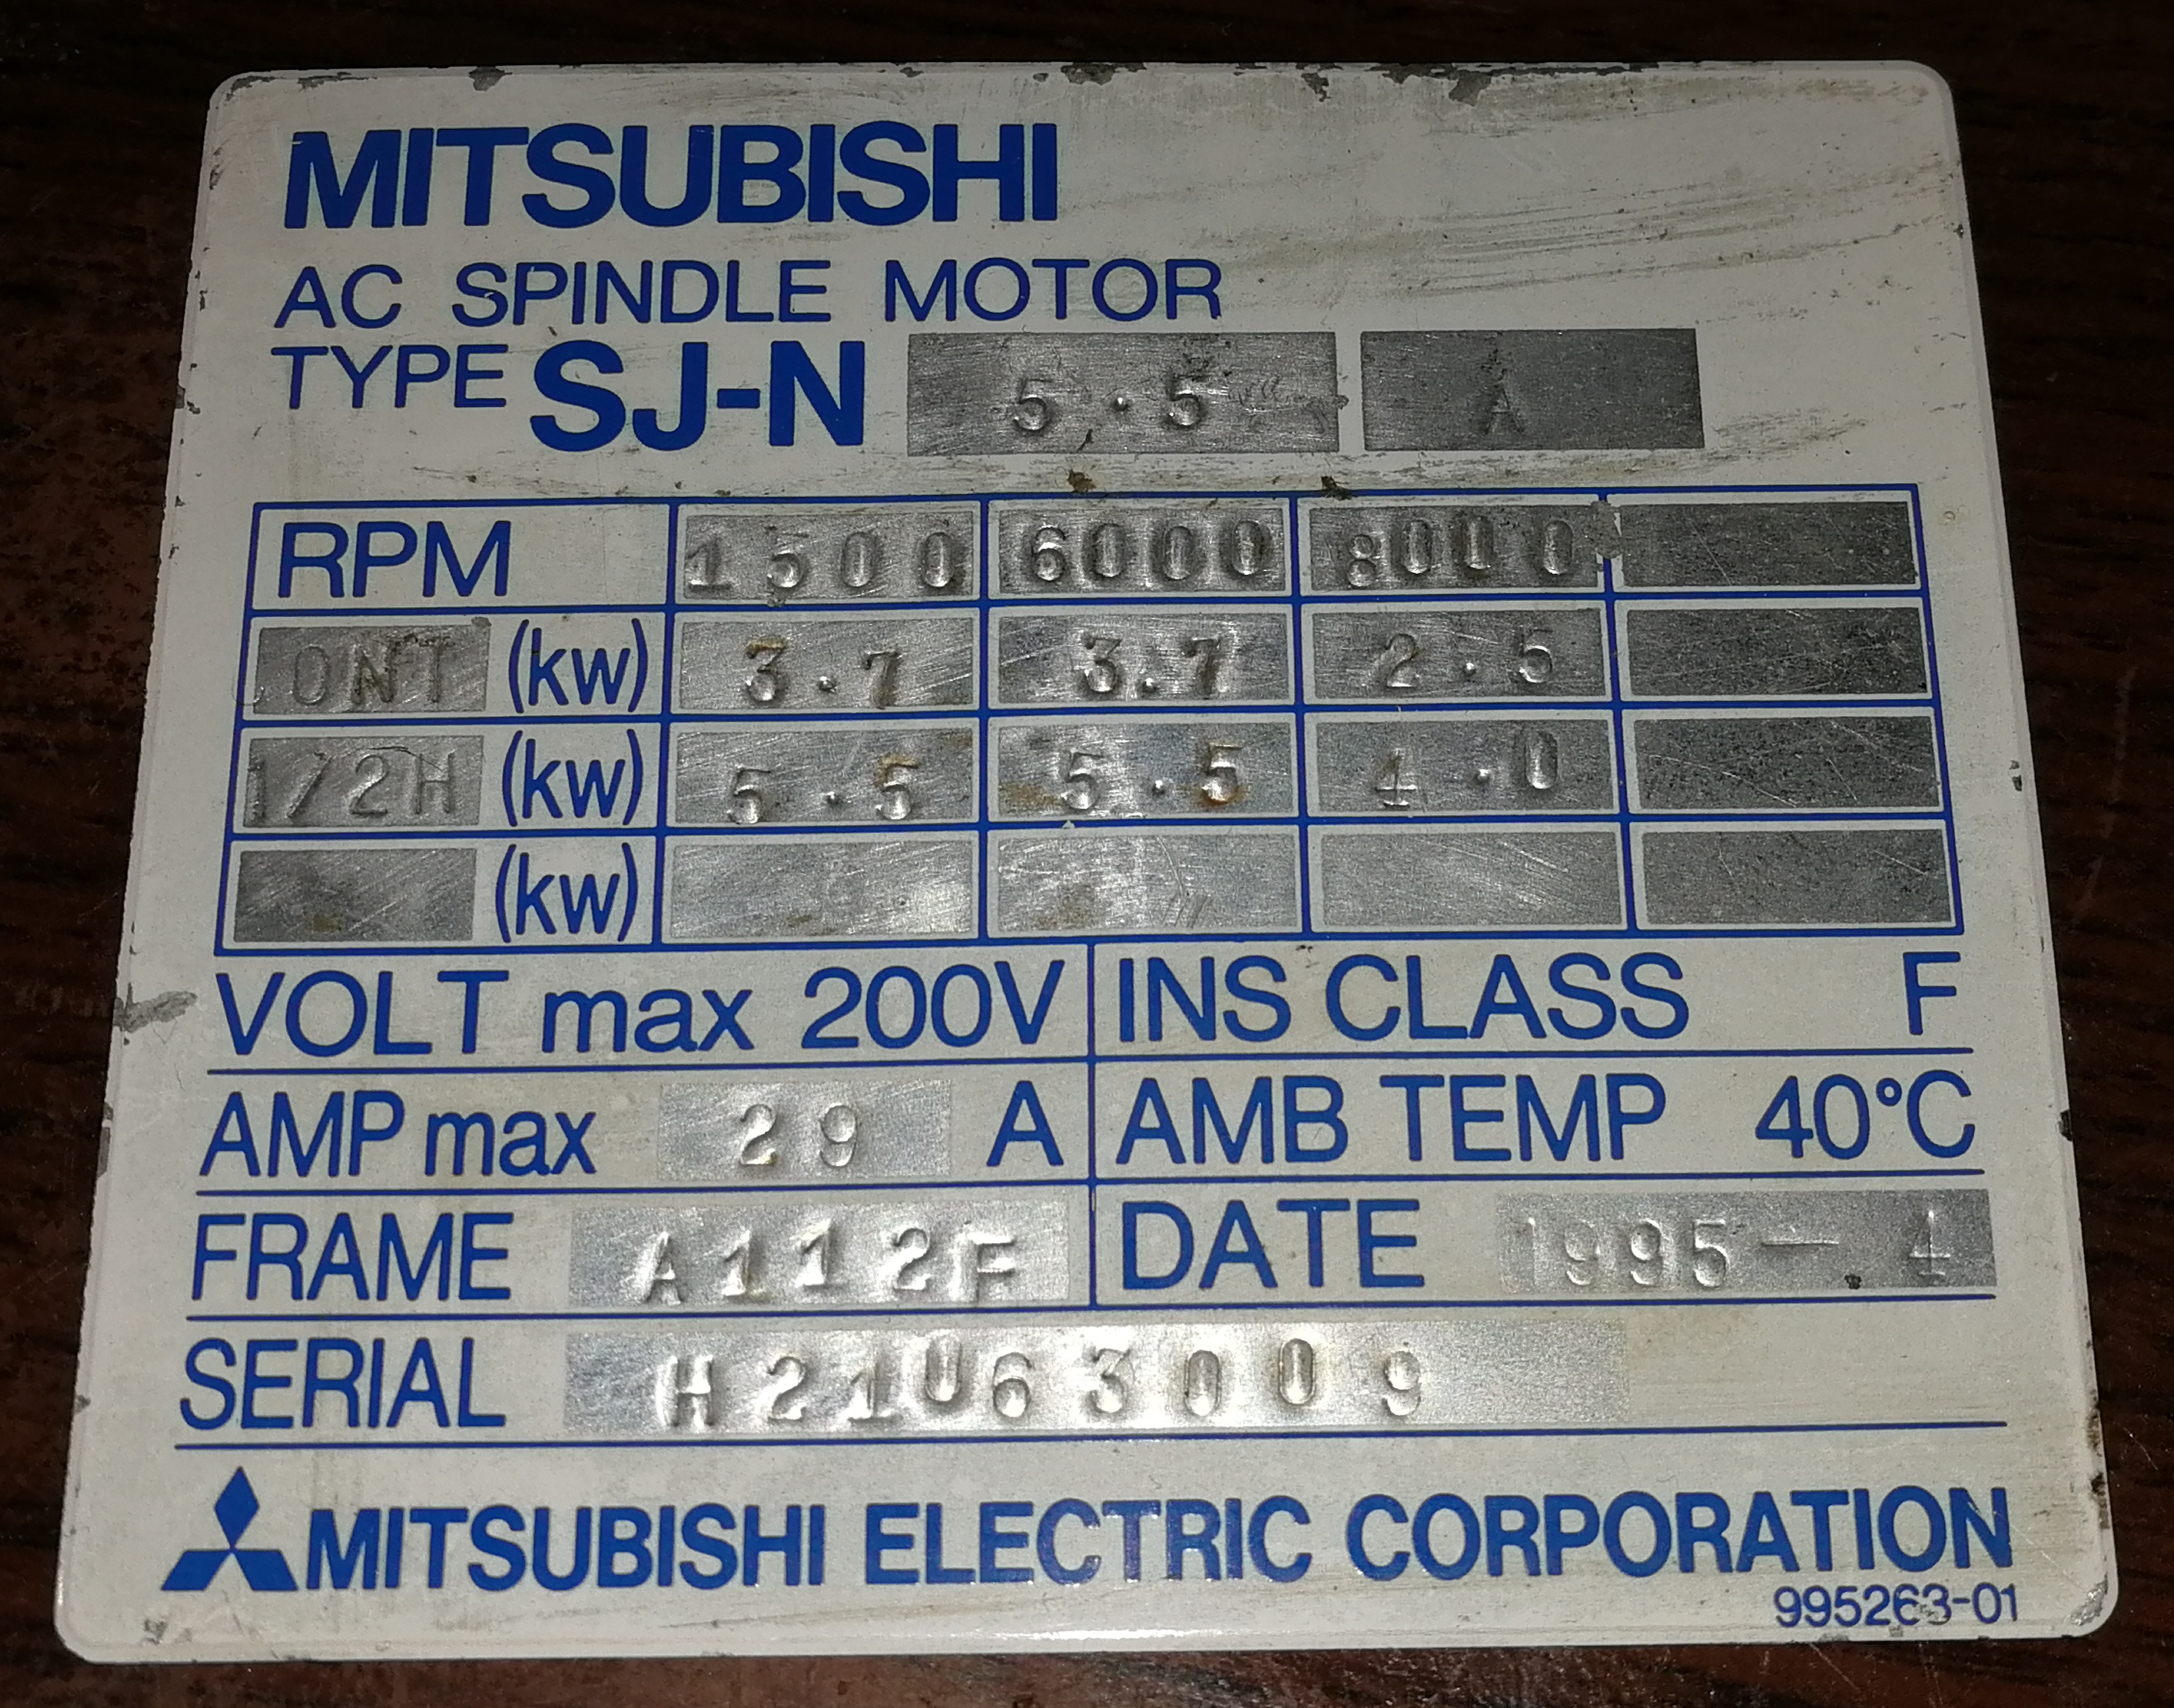 MITSUBISHI
AC SPINDLE MOTOR
TYPE SJ-N 5.5 A
RPM 1500 6000 8000
ONT (kw) 3.7 3.7 2.5
1/2H (kw) 5.5 5.5 4.0
(kw)
VOLT max 200V INS CLASS F
AMP max 29 A AMB TEMP 40°C
FRAME A112F DATE 1995-4
SERIAL H21U63009
MITSUBISHI ELECTRIC CORPORATION
995263-01